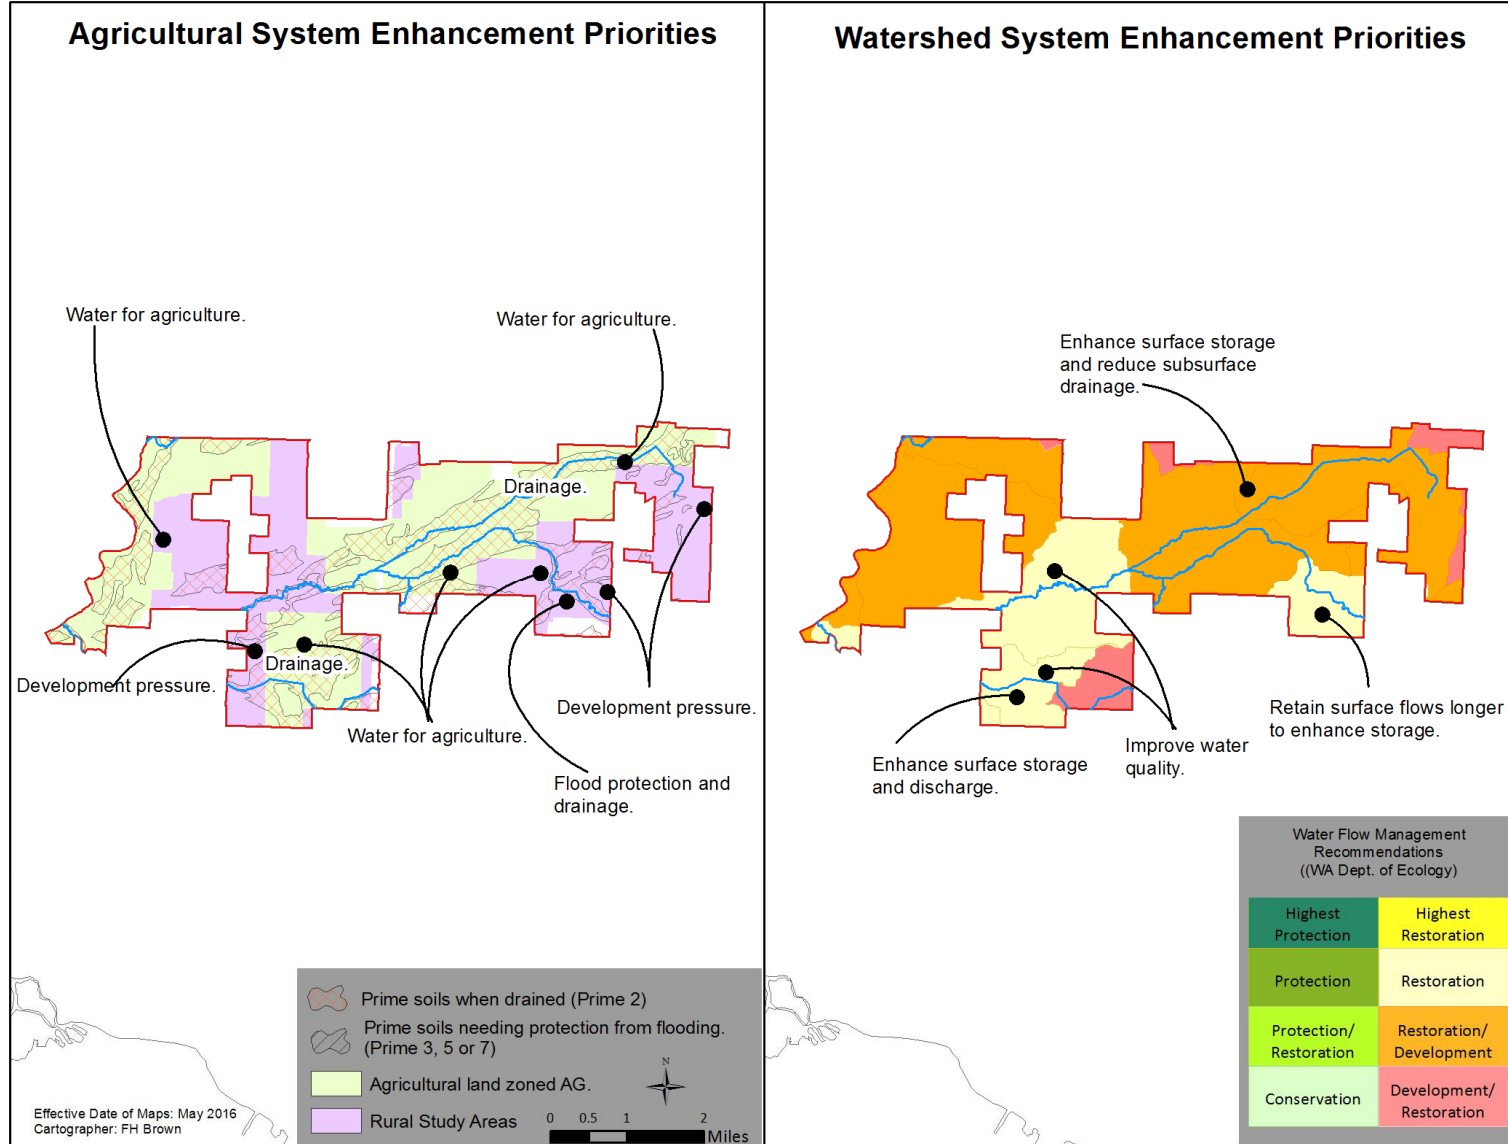 Agricultural System Enhancement Priorities
Water for agriculture.
Water for agriculture.
Drainage.
Drainage.
Development pressure.
Water for agriculture.
Development pressure.
Flood protection and
drainage.
Prime soils when drained (Prime 2)
Prime soils needing protection from flooding.
(Prime 3, 5 or 7)
Agricultural land zoned AG.
Rural Study Areas
N
0 0.5 1 2
Miles
Effective Date of Maps: May 2016
Cartographer: FH Brown
Watershed System Enhancement Priorities
Enhance surface storage
and reduce subsurface
drainage.
Retain surface flows longer
to enhance storage.
Improve water
quality.
Enhance surface storage
and discharge.
Water Flow Management
Recommendations
((WA Dept. of Ecology)
Highest
Protection
Highest
Restoration
Protection
Restoration
Protection/
Restoration
Restoration/
Development
Conservation
Development/
Restoration